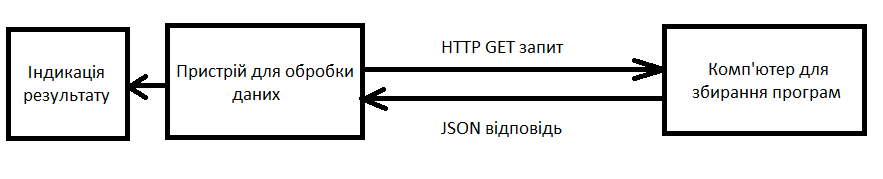 Індикація
результату
Пристрій для обробки
даних
HTTP GET запит
JSON відповідь
Комп'ютер для
збирання програм